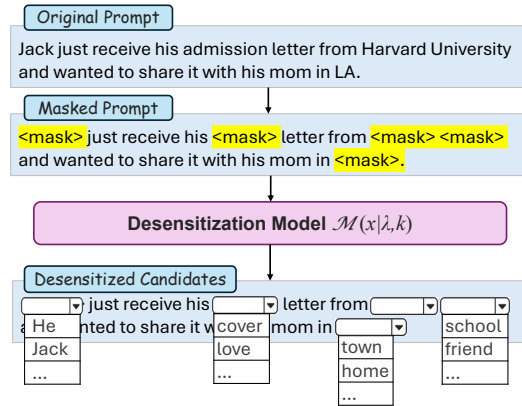 Original Prompt
Jack just receive his admission letter from Harvard University
and wanted to share it with his mom in LA.
Masked Prompt
<mask> just receive his <mask> letter from <mask> <mask>
and wanted to share it with his mom in <mask>.
Desensitization Model ℳ(x|λ,k)
Desensitized Candidates
just receive his letter from
anted to share it w mom in
He cover school
Jack love town friend
... ... home ...
...